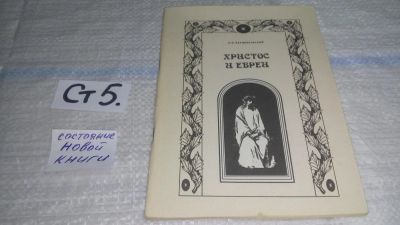 Ст 5.
состояние
новой
книги
ХРИСТОС
И ЕВРЕИ